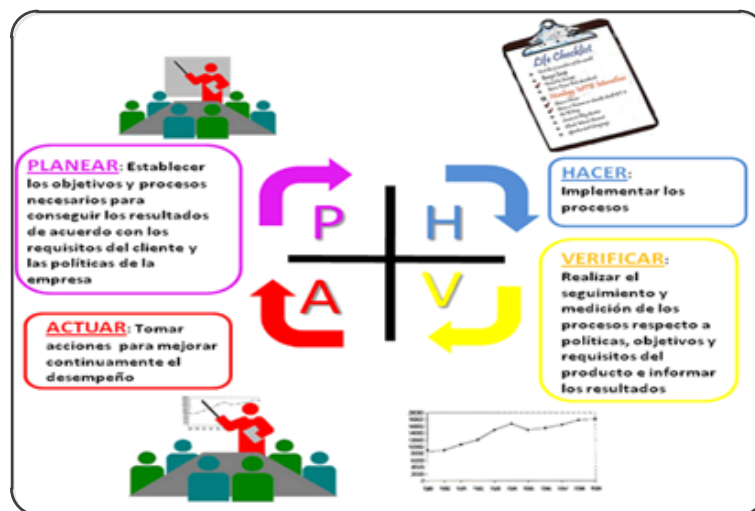 Life Checklist
PLANEAR: Establecer
los objetivos y procesos
necesarios para
conseguir los resultados
de acuerdo con los
requisitos del cliente y
las políticas de la
empresa
P
H
HACER:
Implementar los
procesos
A
V
VERIFICAR:
Realizar el
seguimiento y
medición de los
procesos respecto a
políticas, objetivos y
requisitos del
producto e informar
los resultados
ACTUAR: Tomar
acciones para mejorar
continuamente el
desempeño